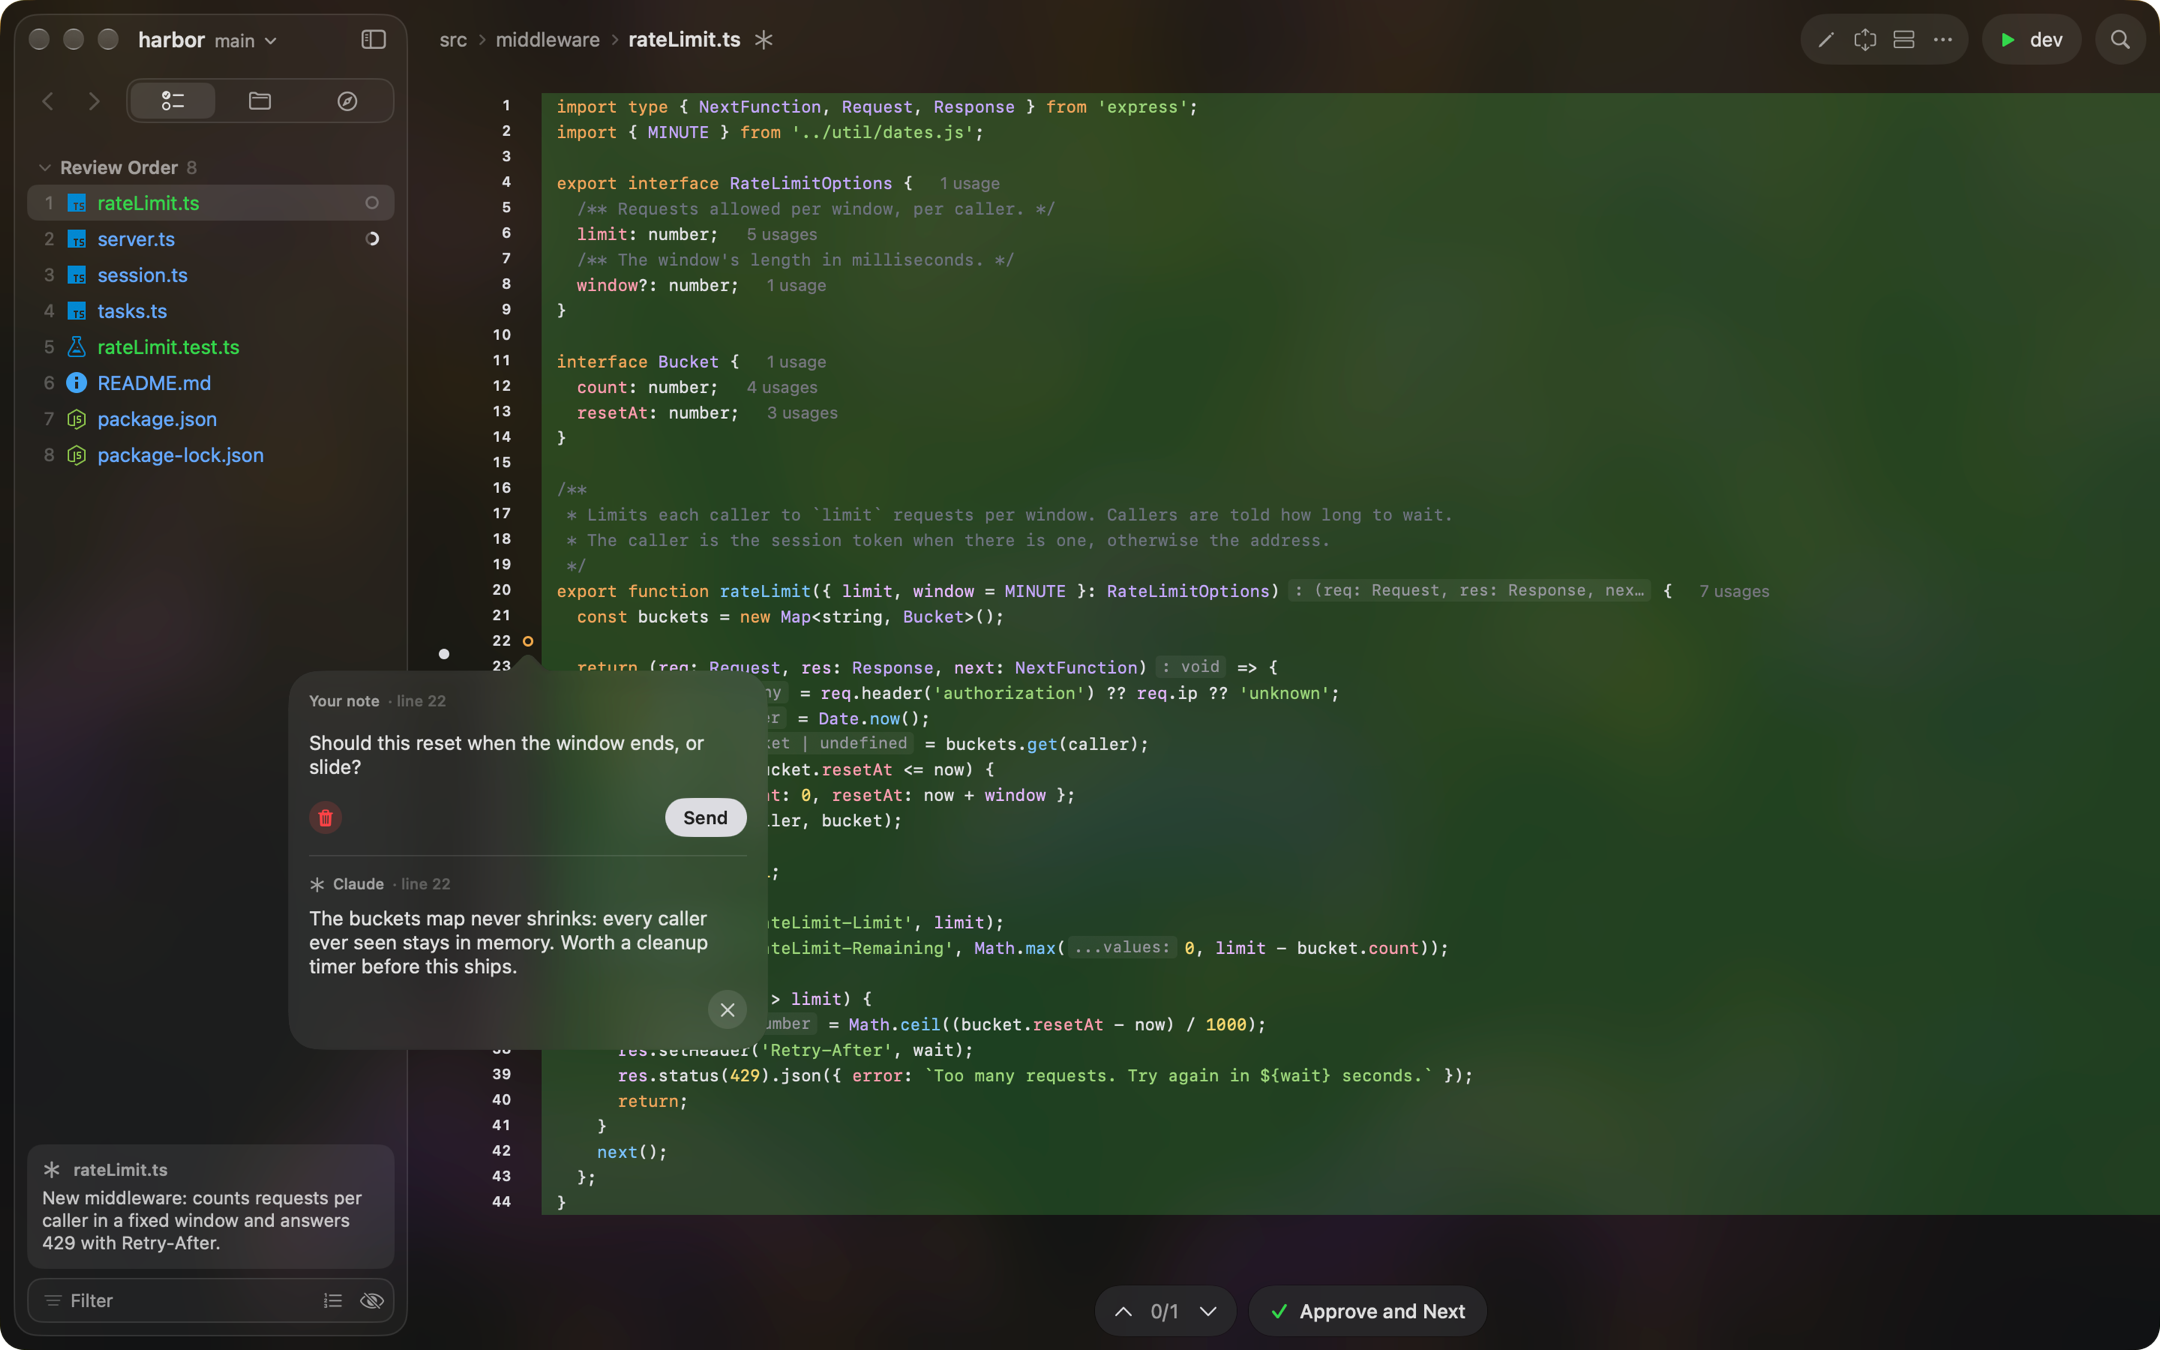 harbor main
src > middleware > rateLimit.ts
dev
Review Order 8
1 rateLimit.ts
2 server.ts
3 session.ts
4 tasks.ts
5 rateLimit.test.ts
6 README.md
7 package.json
8 package-lock.json
rateLimit.ts
New middleware: counts requests per
caller in a fixed window and answers
429 with Retry-After.
Filter
1 import type { NextFunction, Request, Response } from 'express';
2 import { MINUTE } from '../util/dates.js';
3
4 export interface RateLimitOptions { 1 usage
5 /** Requests allowed per window, per caller. */
6 limit: number; 5 usages
7 /** The window's length in milliseconds. */
8 window?: number; 1 usage
9 }
10
11 interface Bucket { 1 usage
12 count: number; 4 usages
13 resetAt: number; 3 usages
14 }
15
16 /**
17 * Limits each caller to `limit` requests per window. Callers are told how long to wait.
18 * The caller is the session token when there is one, otherwise the address.
19 */
20 export function rateLimit({ limit, window = MINUTE }: RateLimitOptions) : (req: Request, res: Response, nex… { 7 usages
21 const buckets = new Map<string, Bucket>();
22
23 return (req: Request, res: Response, next: NextFunction) : void => {
ny = req.header('authorization') ?? req.ip ?? 'unknown';
er = Date.now();
ket | undefined = buckets.get(caller);
ucket.resetAt <= now) {
nt: 0, resetAt: now + window };
ller, bucket);
;
ateLimit-Limit', limit);
ateLimit-Remaining', Math.max( ...values: 0, limit - bucket.count));
> limit) {
umber = Math.ceil((bucket.resetAt - now) / 1000);
38 res.setHeader('Retry-After', wait);
39 res.status(429).json({ error: `Too many requests. Try again in ${wait} seconds.` });
40 return;
41 }
42 next();
43 };
44 }
Your note · line 22
Should this reset when the window ends, or
slide?
Send
Claude · line 22
The buckets map never shrinks: every caller
ever seen stays in memory. Worth a cleanup
timer before this ships.
0/1
Approve and Next